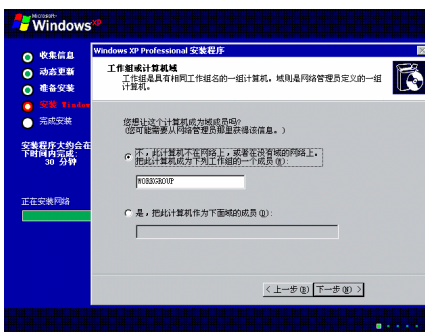 Microsoft
Windows xp
收集信息
动态更新
准备安装
安装 Windows
完成安装
安装程序大约会在
下时间内完成:
30 分钟
正在安装网络
Windows XP Professional 安装程序
工作组或计算机域
工作组是具有相同工作组名的一组计算机。域则是网络管理员定义的一组
计算机。
您想让这个计算机成为域成员吗?
(您可能需要从网络管理员那里获得该信息。)
不,此计算机不在网络上,或者在没有域的网络上。
把此计算机成为下列工作组的一个成员(W):
WORKGROUP
是,把此计算机作为下面域的成员(D):
<上一步(B)
下一步(N)>